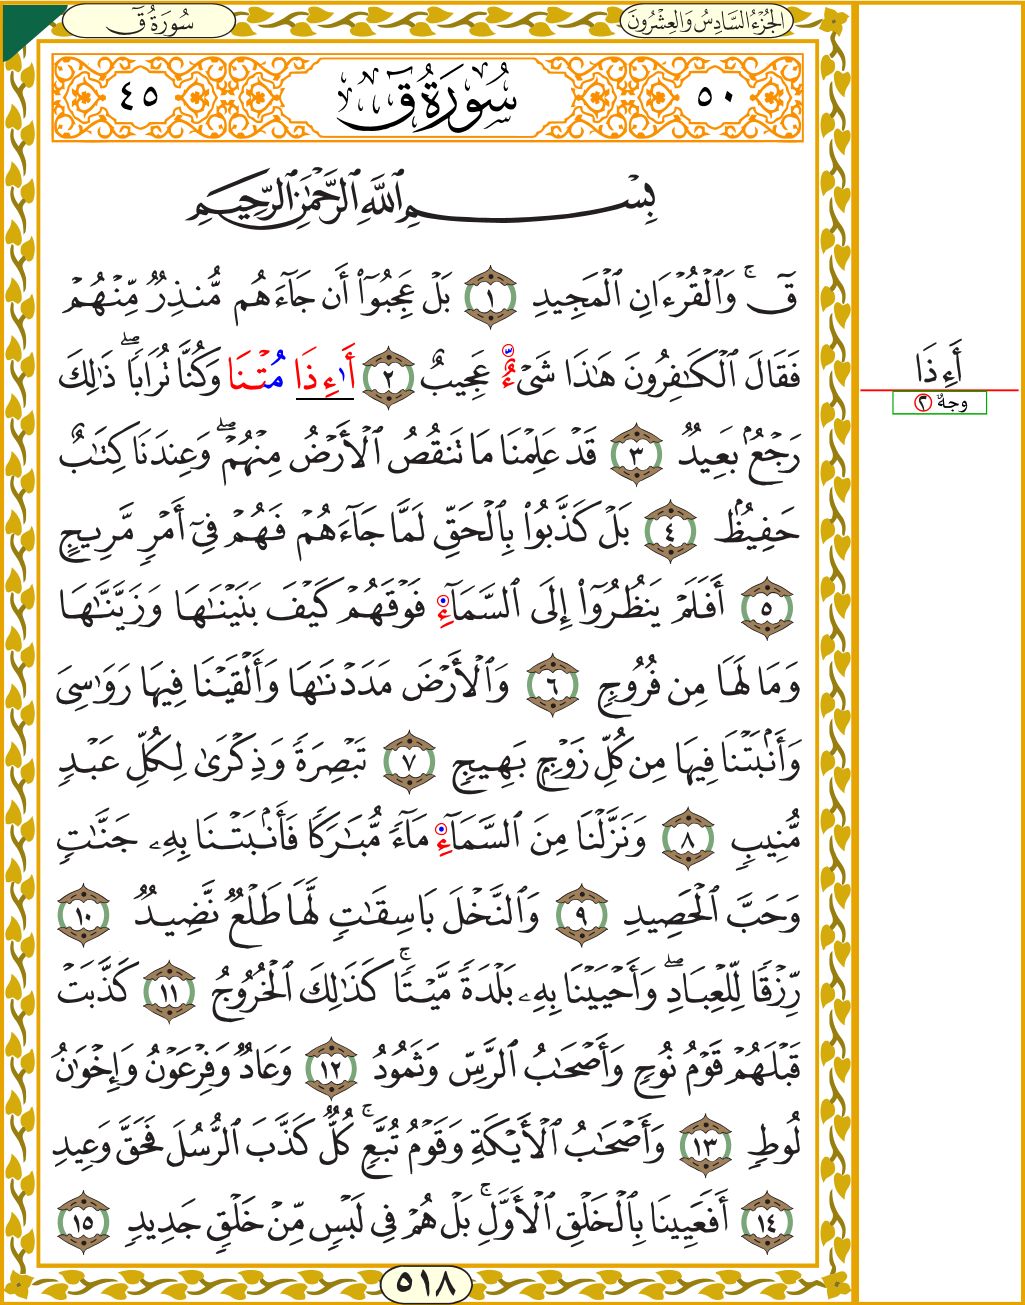 الجُزْءُ السَّادِسُ وَالعِشْرُونَ
سُورَةُ قٓ
٥٠
سُورَةُ قٓ
٤٥
بِسْمِ ٱللَّهِ ٱلرَّحْمَٰنِ ٱلرَّحِيمِ
قٓۚ وَٱلْقُرْءَانِ ٱلْمَجِيدِ ١ بَلْ عَجِبُوٓا۟ أَن جَآءَهُم مُّنذِرٌ مِّنْهُمْ
فَقَالَ ٱلْكَٰفِرُونَ هَٰذَا شَىْءٌ عَجِيبٌ ٢ أَٰءِذَا مُتْنَا وَكُنَّا تُرَابًاۖ ذَٰلِكَ
رَجْعٌۢ بَعِيدٌ ٣ قَدْ عَلِمْنَا مَا تَنقُصُ ٱلْأَرْضُ مِنْهُمْۖ وَعِندَنَا كِتَٰبٌ
حَفِيظٌۢ ٤ بَلْ كَذَّبُوا۟ بِٱلْحَقِّ لَمَّا جَآءَهُمْ فَهُمْ فِىٓ أَمْرٍ مَّرِيجٍ
٥ أَفَلَمْ يَنظُرُوٓا۟ إِلَى ٱلسَّمَآءِ فَوْقَهُمْ كَيْفَ بَنَيْنَٰهَا وَزَيَّنَّٰهَا
وَمَا لَهَا مِن فُرُوجٍ ٦ وَٱلْأَرْضَ مَدَدْنَٰهَا وَأَلْقَيْنَا فِيهَا رَوَٰسِىَ
وَأَنۢبَتْنَا فِيهَا مِن كُلِّ زَوْجٍۭ بَهِيجٍ ٧ تَبْصِرَةً وَذِكْرَىٰ لِكُلِّ عَبْدٍ
مُّنِيبٍ ٨ وَنَزَّلْنَا مِنَ ٱلسَّمَآءِ مَآءً مُّبَٰرَكًا فَأَنۢبَتْنَا بِهِۦ جَنَّٰتٍ
وَحَبَّ ٱلْحَصِيدِ ٩ وَٱلنَّخْلَ بَاسِقَٰتٍ لَّهَا طَلْعٌ نَّضِيدٌ ١٠
رِّزْقًا لِّلْعِبَادِۖ وَأَحْيَيْنَا بِهِۦ بَلْدَةً مَّيْتًاۚ كَذَٰلِكَ ٱلْخُرُوجُ ١١ كَذَّبَتْ
قَبْلَهُمْ قَوْمُ نُوحٍ وَأَصْحَٰبُ ٱلرَّسِّ وَثَمُودُ ١٢ وَعَادٌ وَفِرْعَوْنُ وَإِخْوَٰنُ
لُوطٍ ١٣ وَأَصْحَٰبُ ٱلْأَيْكَةِ وَقَوْمُ تُبَّعٍۚ كُلٌّ كَذَّبَ ٱلرُّسُلَ فَحَقَّ وَعِيدِ
١٤ أَفَعَيِينَا بِٱلْخَلْقِ ٱلْأَوَّلِۚ بَلْ هُمْ فِى لَبْسٍ مِّنْ خَلْقٍ جَدِيدٍ ١٥
٥١٨
أَءِذَا
وجهٌ ٢